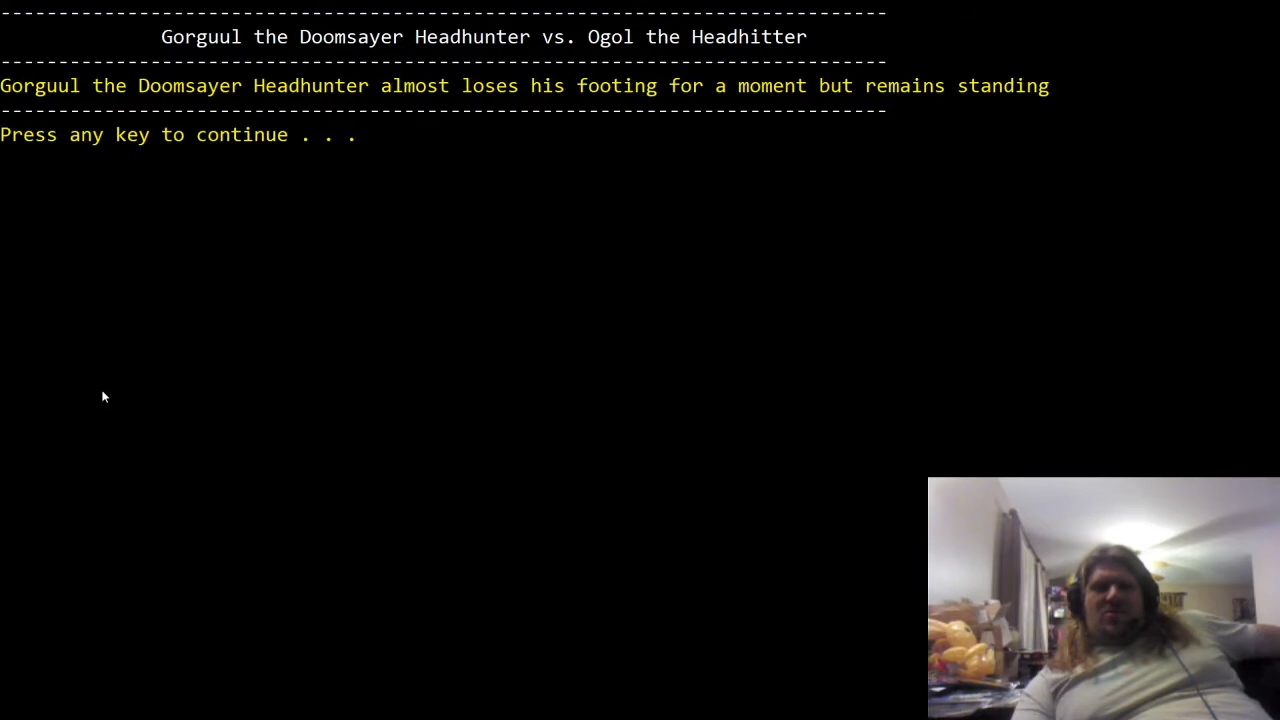 --------------------------------------------------------------------------------
Gorguul the Doomsayer Headhunter vs. Ogol the Headhitter
--------------------------------------------------------------------------------
Gorguul the Doomsayer Headhunter almost loses his footing for a moment but remains standing
--------------------------------------------------------------------------------
Press any key to continue . . .